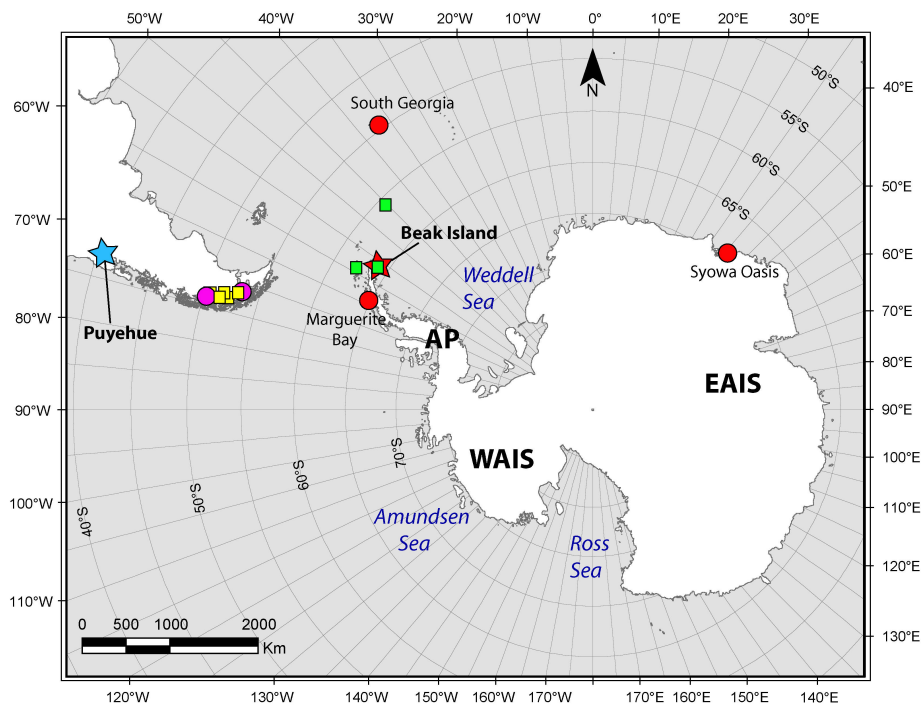 50°W 40°W 30°W 20°W 10°W 0° 10°E 20°E 30°E
N
50°S
40°E
60°W
South Georgia
55°S
60°S
50°E
65°S
70°W
Beak Island
60°E
Weddell
Sea
Syowa Oasis
70°E
Puyehue
80°W
Marguerite
Bay
AP
80°E
EAIS
90°W
90°E
70°S
WAIS
100°E
60°S
50°S
40°S
100°W
110°E
Amundsen
Sea
Ross
Sea
120°E
110°W
0 500 1000 2000
Km
130°E
120°W 130°W 140°W 150°W 160°W 170°W 170°E 160°E 150°E 140°E